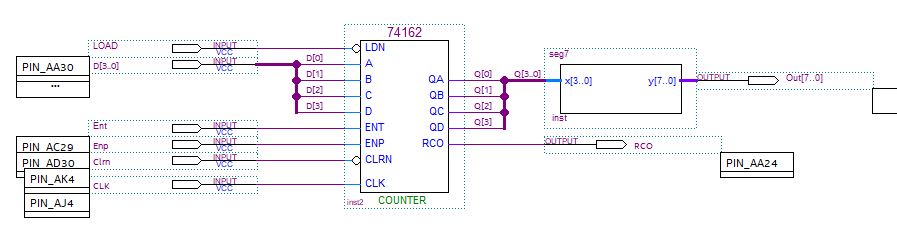 74162
LOAD INPUT VCC LDN
PIN_AA30 D[3..0] INPUT VCC D[0] A
... D[1] B
D[2] C
D[3] D
QA Q[0] Q[3..0]
QB Q[1]
QC Q[2]
QD Q[3]
seg7
x[3..0] y[7..0] OUTPUT Out[7..0]
inst
Ent INPUT VCC ENT
PIN_AC29 Enp INPUT VCC ENP
RCO OUTPUT RCO
PIN_AD30 Clrn INPUT VCC CLRN
PIN_AA24
PIN_AK4 CLK INPUT VCC CLK
PIN_AJ4
inst2 COUNTER